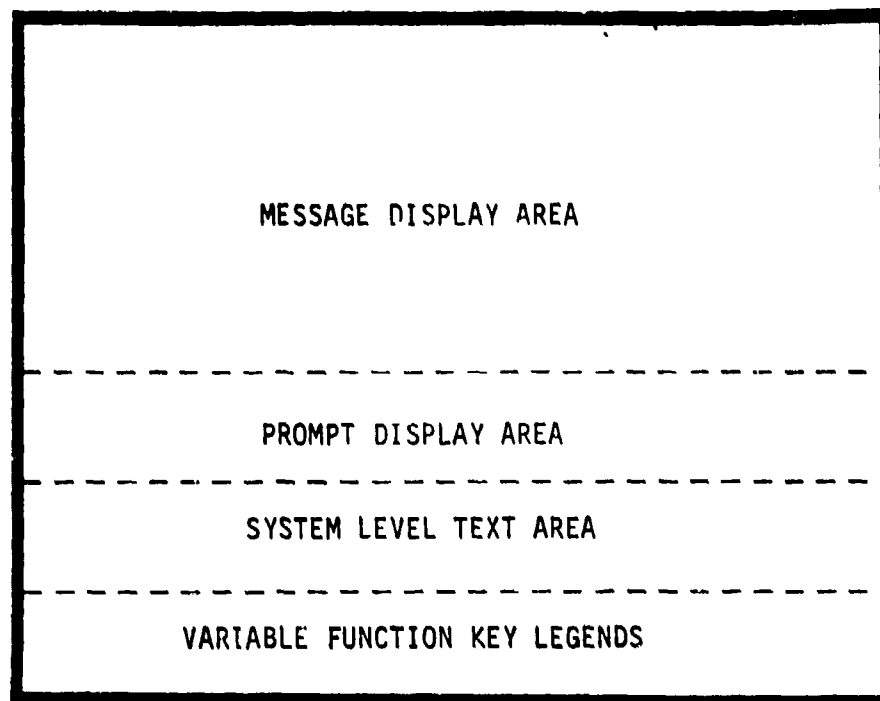 MESSAGE DISPLAY AREA
PROMPT DISPLAY AREA
SYSTEM LEVEL TEXT AREA
VARIABLE FUNCTION KEY LEGENDS